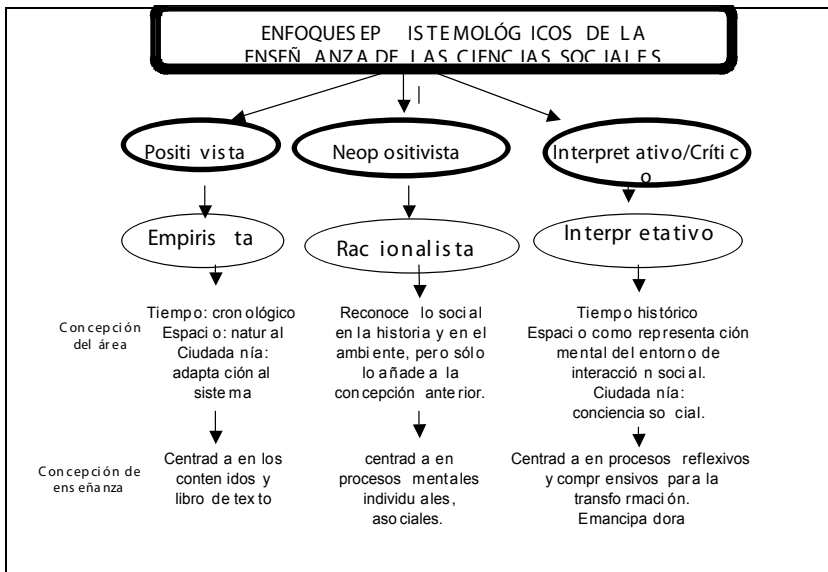 ENFOQUES EPISTEMOLÓGICOS DE LA
ENSEÑANZA DE LAS CIENCIAS SOCIALES
Positivista
Neopositivista
Interpretativo/Crític
o
Empirista
Racionalista
Interpretativo
Concepción
del área
Tiempo: cronológico
Espacio: natural
Ciudadanía:
adaptación al
sistema
Reconoce lo social
en la historia y en el
ambiente, pero sólo
lo añade a la
concepción anterior.
Tiempo histórico
Espacio como representación
mental del entorno de
interacción social.
Ciudadanía:
conciencia social.
Concepción de
enseñanza
Centrada en los
contenidos y
libro de texto
centrada en
procesos mentales
individuales,
asociales.
Centrada en procesos reflexivos
y comprensivos para la
transformación.
Emancipadora